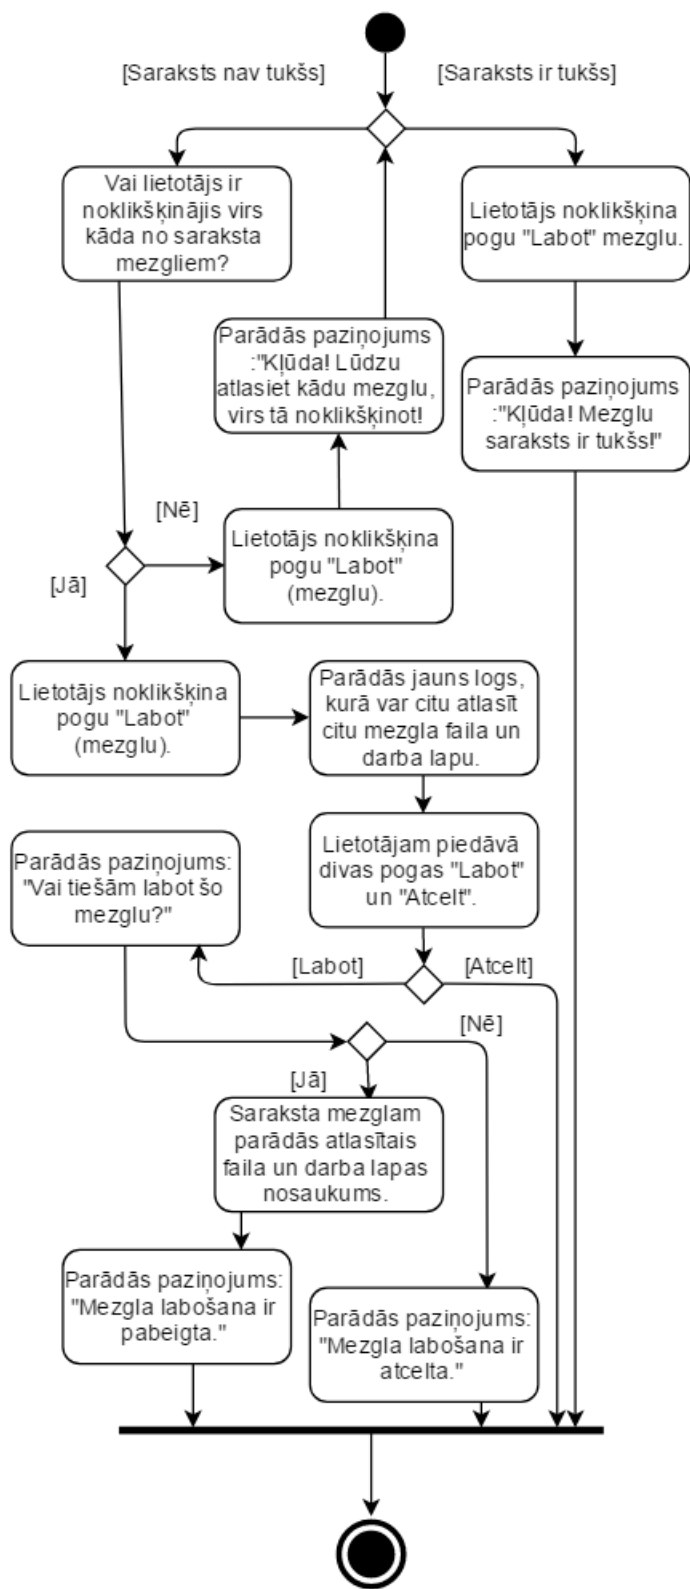 [Saraksts nav tukšs]
[Saraksts ir tukšs]
Vai lietotājs ir
noklikšķinājis virs
kāda no saraksta
mezgliem?
Lietotājs noklikšķina
pogu "Labot" mezglu.
Parādās paziņojums
:"Kļūda! Lūdzu
atlasiet kādu mezglu,
virs tā noklikšķinot!
Parādās paziņojums
:"Kļūda! Mezglu
saraksts ir tukšs!"
[Nē]
Lietotājs noklikšķina
pogu "Labot"
(mezglu).
[Jā]
Lietotājs noklikšķina
pogu "Labot"
(mezglu).
Parādās jauns logs,
kurā var citu atlasīt
citu mezgla faila un
darba lapu.
Parādās paziņojums:
"Vai tiešām labot šo
mezglu?"
Lietotājam piedāvā
divas pogas "Labot"
un "Atcelt".
[Labot]
[Atcelt]
[Nē]
[Jā]
Saraksta mezglam
parādās atlasītais
faila un darba lapas
nosaukums.
Parādās paziņojums:
"Mezgla labošana ir
pabeigta."
Parādās paziņojums:
"Mezgla labošana ir
atcelta."